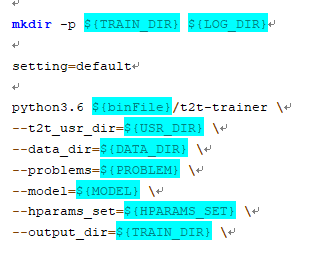 mkdir -p ${TRAIN_DIR} ${LOG_DIR}
setting=default
python3.6 ${binFile}/t2t-trainer \
--t2t_usr_dir=${USR_DIR} \
--data_dir=${DATA_DIR} \
--problems=${PROBLEM} \
--model=${MODEL} \
--hparams_set=${HPARAMS_SET} \
--output_dir=${TRAIN_DIR} \